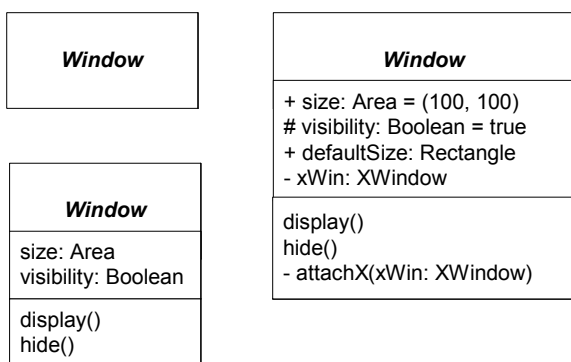 Window
Window
+ size: Area = (100, 100)
# visibility: Boolean = true
+ defaultSize: Rectangle
- xWin: XWindow
display()
hide()
- attachX(xWin: XWindow)
Window
size: Area
visibility: Boolean
display()
hide()